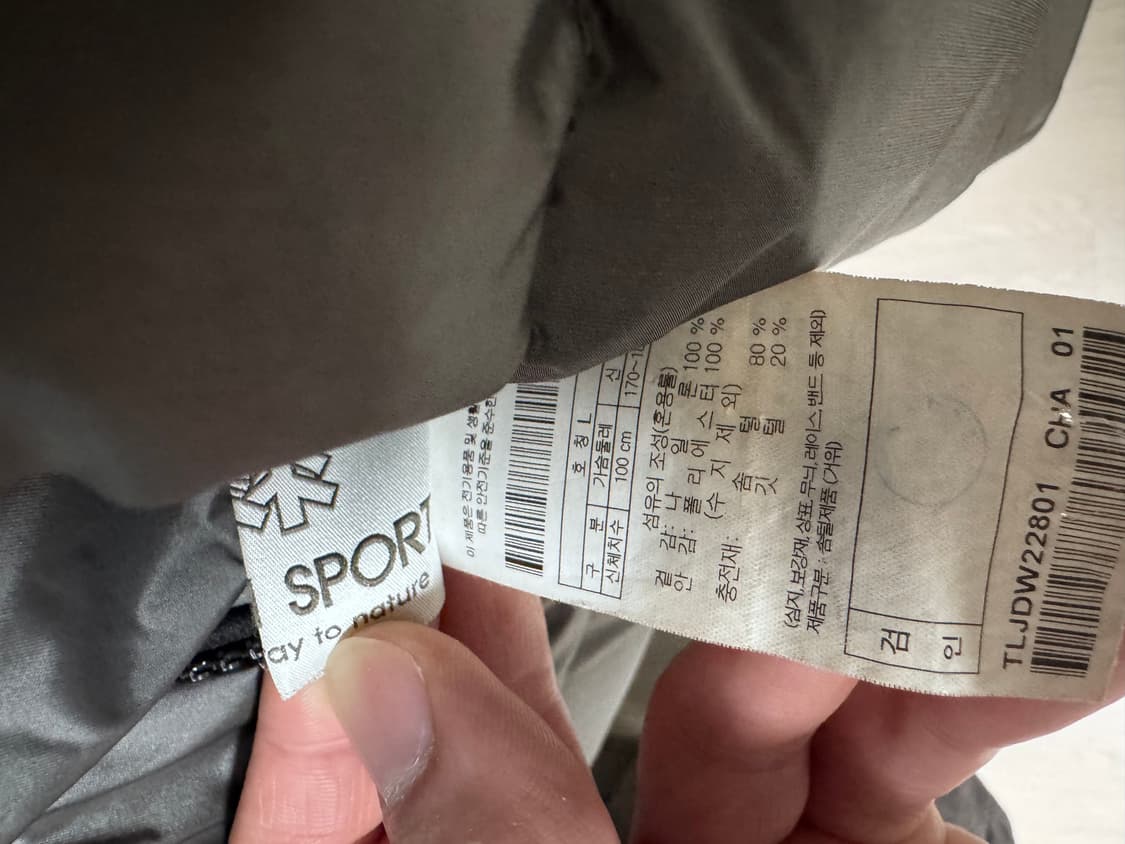 SPORT
ay to nature
이 제품은 전기용품 및 생활
따른 안전기준을 준수한
구 분 호 칭 L
신체치수 가슴둘레 신
100 cm 170~1
섬유의 조성(혼용률)
겉 감: 나 일 론 100 %
안 감: 폴 리 에 스 터 100 %
(수 지 제 외)
충전재: 솜 털 80 %
깃 털 20 %
(심지,보강재,상표,무늬,레이스밴드 등 제외)
제품구분 : 솜털제품 (거위)
검
인
TLJDW22801 CHA 01